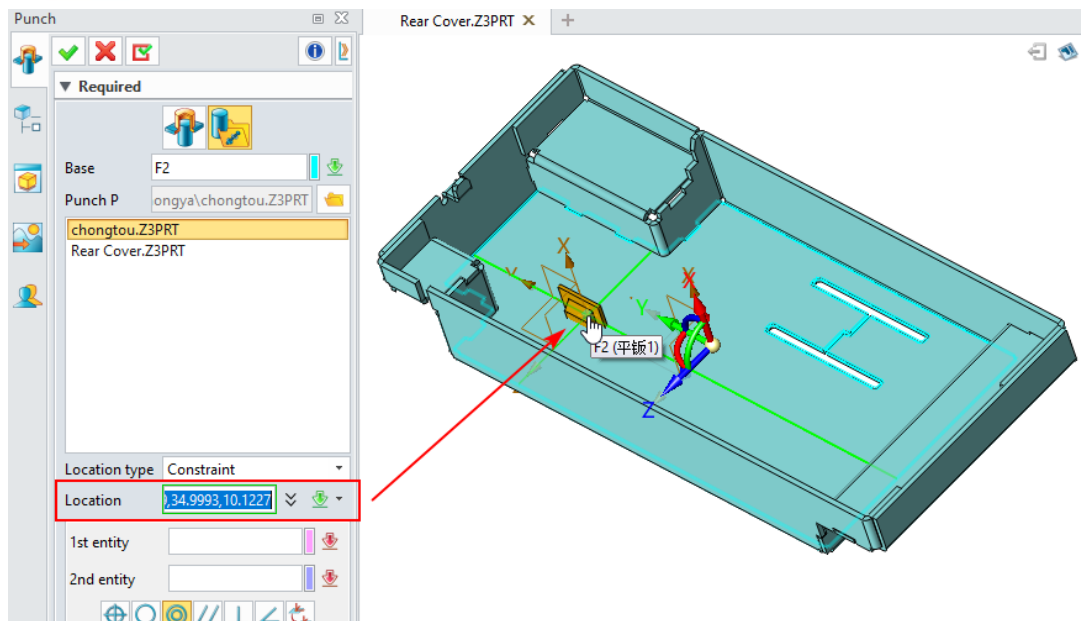 Punch
Rear Cover.Z3PRT
Required
Base
F2
Punch P
ongya\chongtou.Z3PRT
chongtou.Z3PRT
Rear Cover.Z3PRT
Location type
Constraint
Location
,34.9993,10.1227
1st entity
2nd entity
X
Y
X
Y
Z
F2 (平钣1)